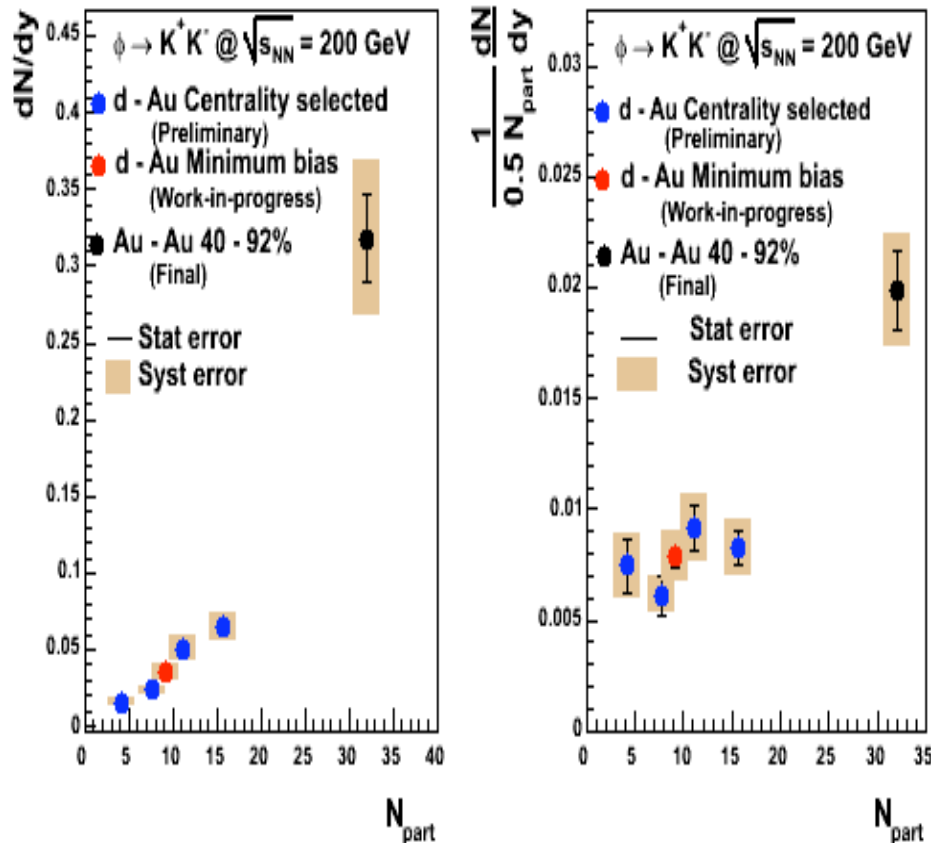 dN/dy
ϕ → K⁺K⁻ @ √s_NN = 200 GeV
d - Au Centrality selected
(Preliminary)
d - Au Minimum bias
(Work-in-progress)
Au - Au 40 - 92%
(Final)
Stat error
Syst error
0.45
0.4
0.35
0.3
0.25
0.2
0.15
0.1
0.05
0
0 5 10 15 20 25 30 35 40
N_part
1 dN
0.5 N_part dy
ϕ → K⁺K⁻ @ √s_NN = 200 GeV
d - Au Centrality selected
(Preliminary)
d - Au Minimum bias
(Work-in-progress)
Au - Au 40 - 92%
(Final)
Stat error
Syst error
0.03
0.025
0.02
0.015
0.01
0.005
0
0 5 10 15 20 25 30 35
N_part